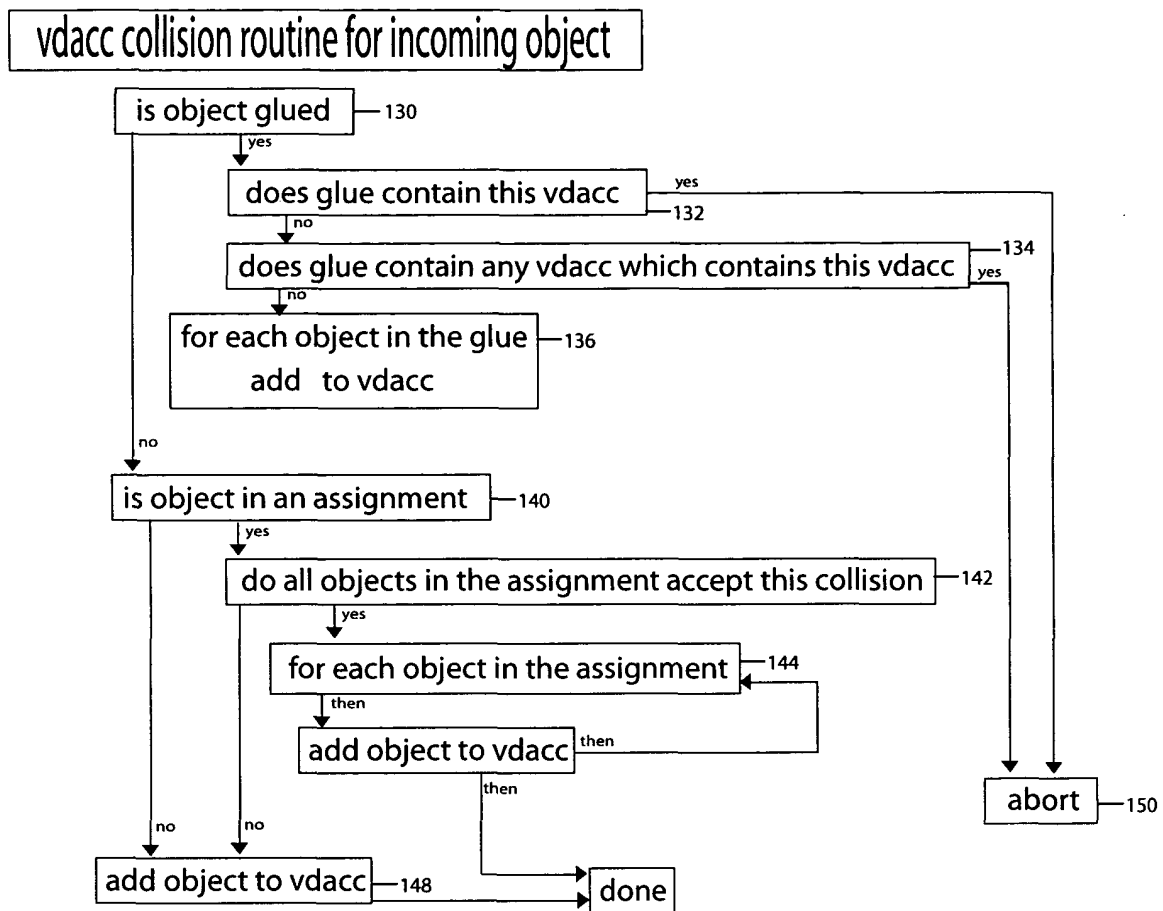 vdacc collision routine for incoming object
is object glued
130
yes
does glue contain this vdacc
yes
132
no
does glue contain any vdacc which contains this vdacc
134
yes
no
for each object in the glue
136
add to vdacc
no
is object in an assignment
140
yes
do all objects in the assignment accept this collision
142
yes
for each object in the assignment
144
then
add object to vdacc
then
then
abort
150
no
no
add object to vdacc
148
done